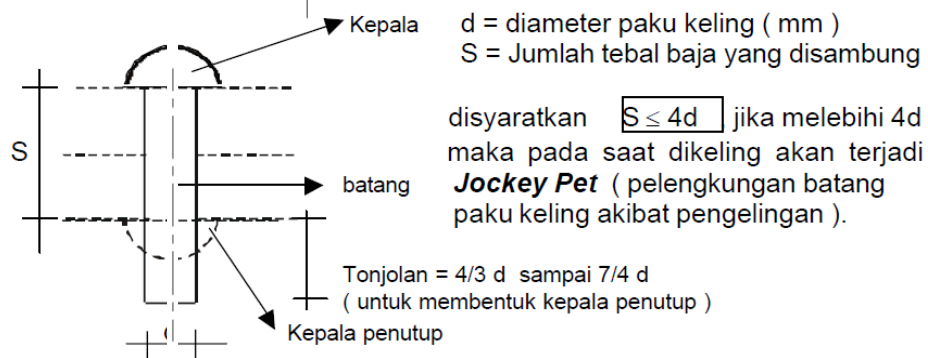 Kepala
d = diameter paku keling ( mm )
S = Jumlah tebal baja yang disambung
disyaratkan S ≤ 4d jika melebihi 4d
maka pada saat dikeling akan terjadi
Jockey Pet ( pelengkungan batang
paku keling akibat pengelingan ).
S
batang
Tonjolan = 4/3 d sampai 7/4 d
( untuk membentuk kepala penutup )
Kepala penutup